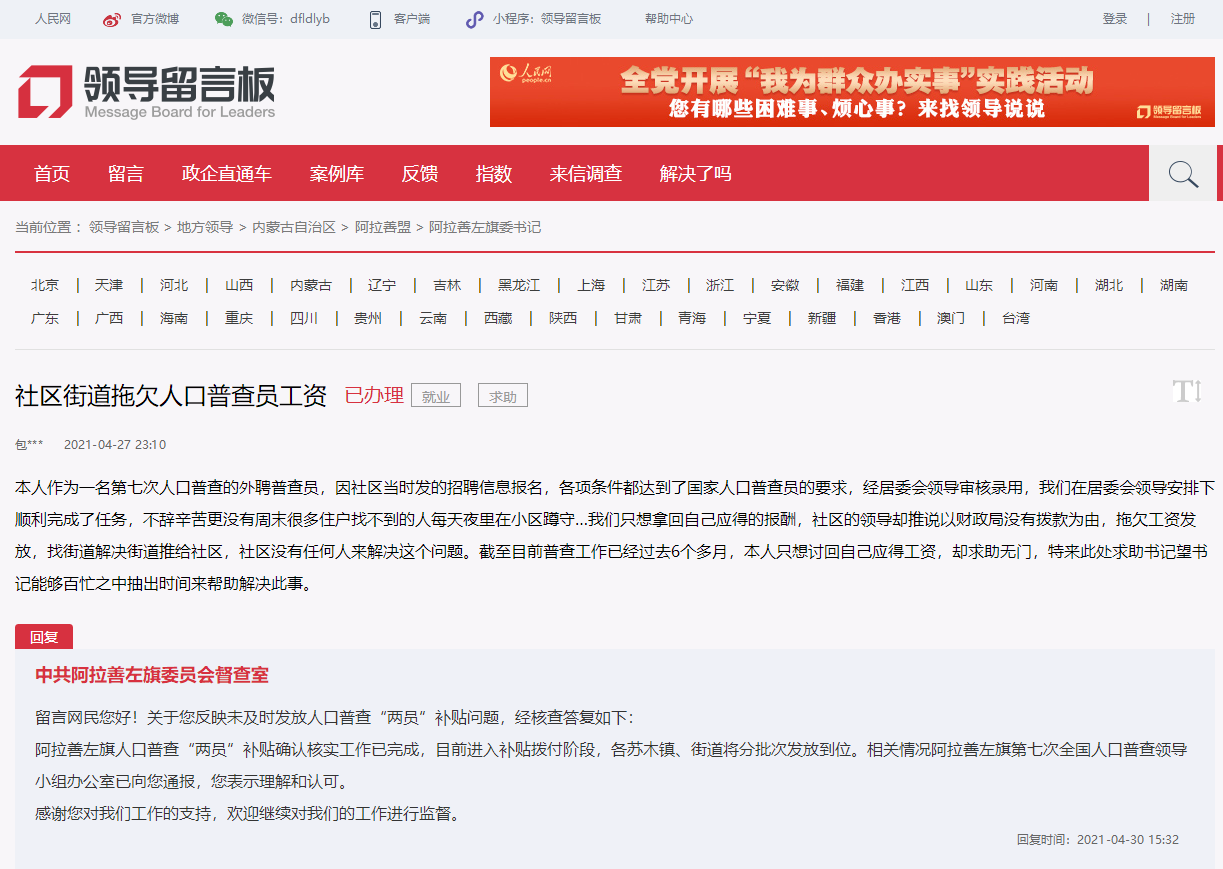 人民网 官方微博 微信号：dfldlyb 客户端 小程序：领导留言板 帮助中心 登录 | 注册
领导留言板
Message Board for Leaders
人民网
people.cn
全党开展“我为群众办实事”实践活动
您有哪些困难事、烦心事？来找领导说说
领导留言板
Message Board for Leaders
首页 留言 政企直通车 案例库 反馈 指数 来信调查 解决了吗
当前位置： 领导留言板 > 地方领导 > 内蒙古自治区 > 阿拉善盟 > 阿拉善左旗委书记
北京 | 天津 | 河北 | 山西 | 内蒙古 | 辽宁 | 吉林 | 黑龙江 | 上海 | 江苏 | 浙江 | 安徽 | 福建 | 江西 | 山东 | 河南 | 湖北 | 湖南
广东 | 广西 | 海南 | 重庆 | 四川 | 贵州 | 云南 | 西藏 | 陕西 | 甘肃 | 青海 | 宁夏 | 新疆 | 香港 | 澳门 | 台湾
社区街道拖欠人口普查员工资 已办理 就业 求助
T
包*** 2021-04-27 23:10
本人作为一名第七次人口普查的外聘普查员，因社区当时发的招聘信息报名，各项条件都达到了国家人口普查员的要求，经居委会领导审核录用，我们在居委会领导安排下
顺利完成了任务，不辞辛苦更没有周末很多住户找不到的人每天夜里在小区蹲守...我们只想拿回自己应得的报酬，社区的领导却推说以财政局没有拨款为由，拖欠工资发
放，找街道解决街道推给社区，社区没有任何人来解决这个问题。截至目前普查工作已经过去6个多月，本人只想讨回自己应得工资，却求助无门，特来此处求助书记望书
记能够百忙之中抽出时间来帮助解决此事。
回复
中共阿拉善左旗委员会督查室
留言网民您好！关于您反映未及时发放人口普查“两员”补贴问题，经核查答复如下：
阿拉善左旗人口普查“两员”补贴确认核实工作已完成，目前进入补贴拨付阶段，各苏木镇、街道将分批次发放到位。相关情况阿拉善左旗第七次全国人口普查领导
小组办公室已向您通报，您表示理解和认可。
感谢您对我们工作的支持，欢迎继续对我们的工作进行监督。
回复时间：2021-04-30 15:32